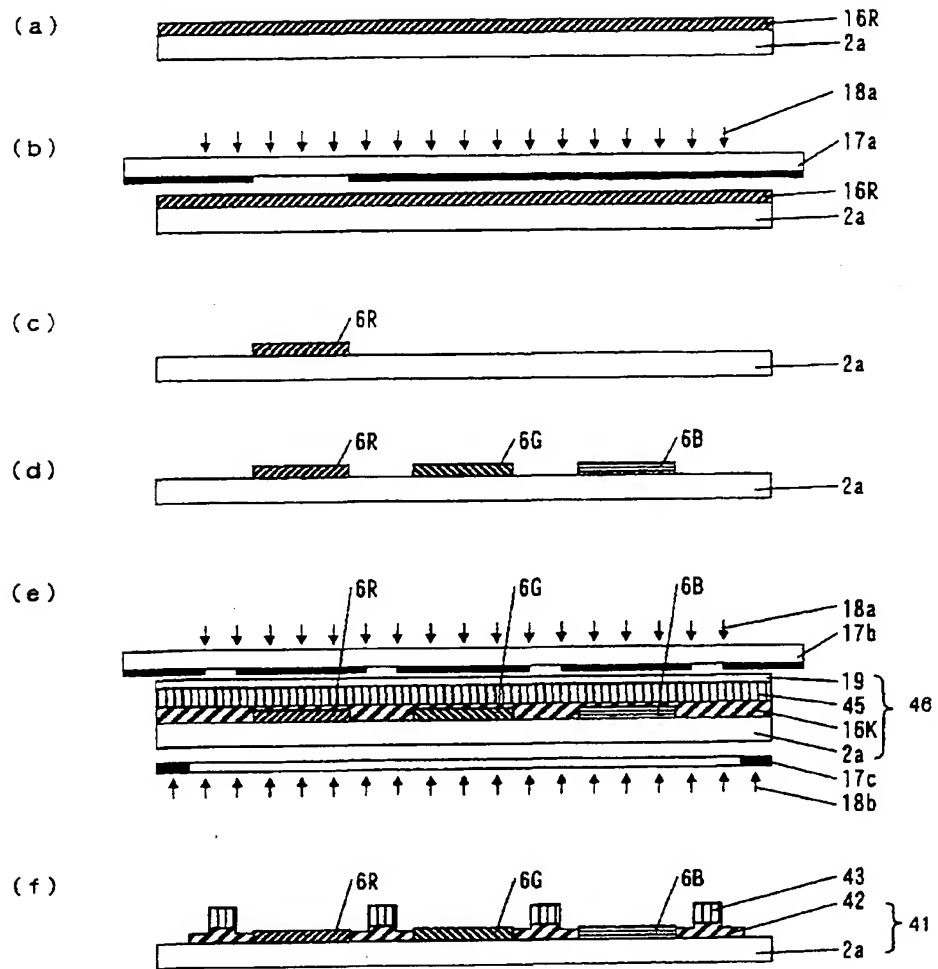 (a)
16R
2a
(b)
18a
17a
16R
2a
(c)
6R
2a
(d)
6R 6G 6B
2a
(e)
6R 6G 6B
18a
17b
19
45
46
16K
2a
17c
18b
(f)
6R 6G 6B
43
42
41
2a